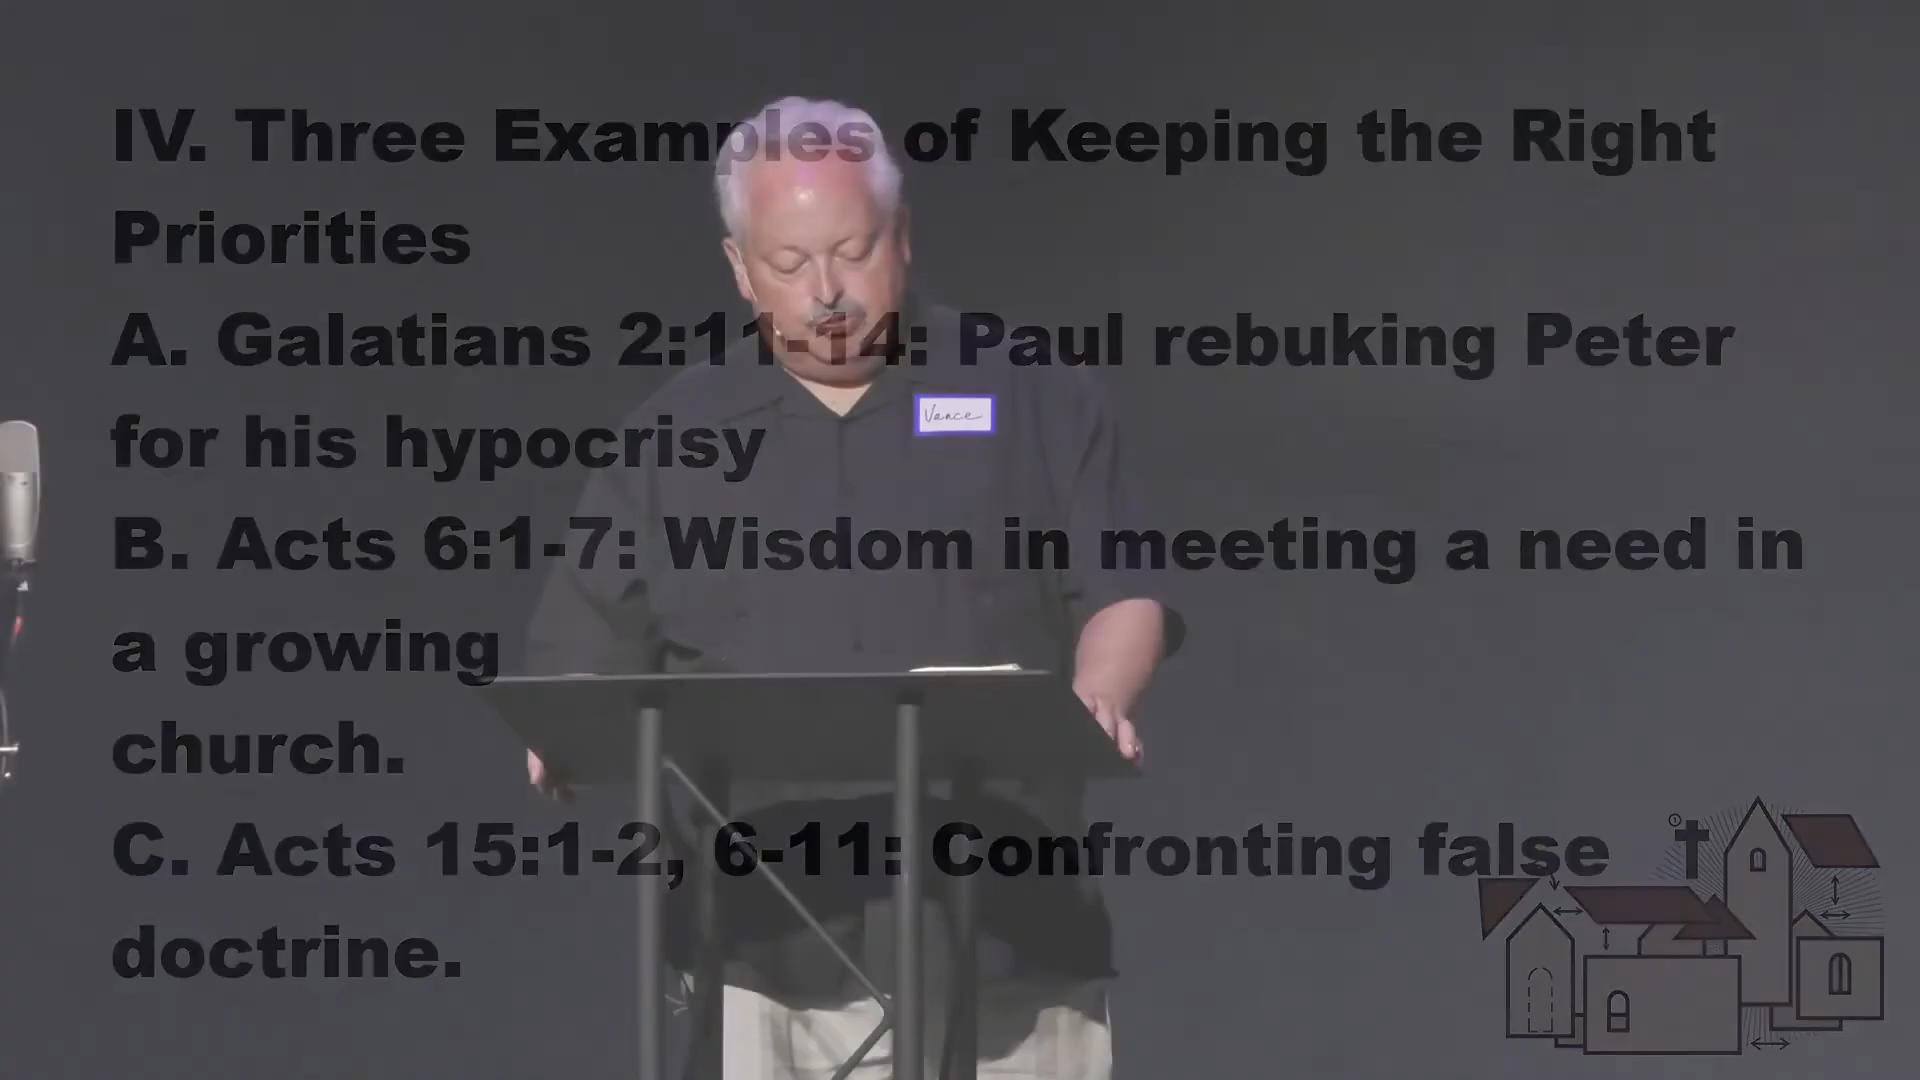 IV. Three Examples of Keeping the Right
Priorities
A. Galatians 2:11-14: Paul rebuking Peter
for his hypocrisy
Vance
B. Acts 6:1-7: Wisdom in meeting a need in
a growing
church.
C. Acts 15:1-2, 6-11: Confronting false
doctrine.